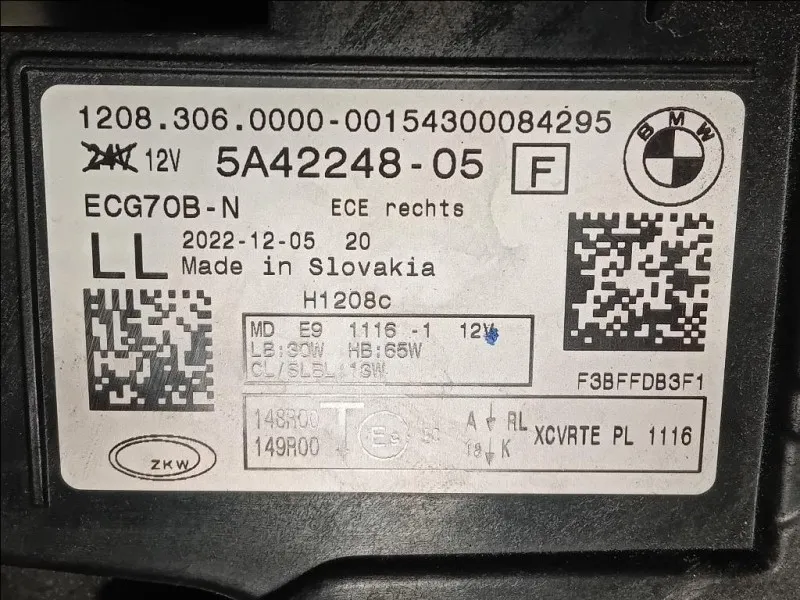 1208.306.0000-00154300084295
BMW
24V 12V 5A42248-05 F
ECG70B-N ECE rechts
LL 2022-12-05 20
Made in Slovakia
H1208c
MD E9 1116 -1 12V
LB:30W HB:65W
CL/SLBL:13W
F3BFFDB3F1
148R00 T A RL
149R00 K XCVRTE PL 1116
ZKW